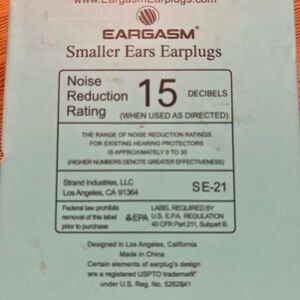 www.EargasmEarplugs.com
EARGASM®
Smaller Ears Earplugs
Noise
Reduction
Rating
15
DECIBELS
(WHEN USED AS DIRECTED)
THE RANGE OF NOISE REDUCTION RATINGS
FOR EXISTING HEARING PROTECTORS
IS APPROXIMATELY 0 TO 30
(HIGHER NUMBERS DENOTE GREATER EFFECTIVENESS)
Strand Industries, LLC
Los Angeles, CA 91364
SE-21
Federal law prohibits
removal of this label
prior to purchase
EPA
LABEL REQUIRED BY
U.S. E.P.A. REGULATION
40 CFR Part 211, Subpart B.
Designed in Los Angeles, California
Made in China
Certain elements of earplug's design
are a registered USPTO trademark
under U.S. Reg. No. 5262841